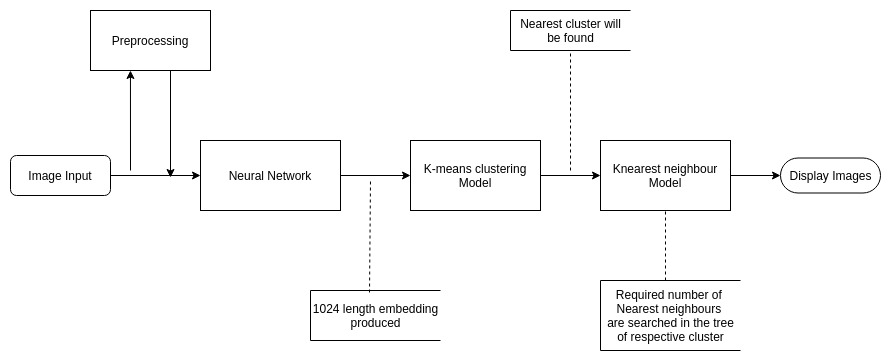 Nearest cluster will
be found
Preprocessing
Image Input
Neural Network
K-means clustering
Model
Knearest neighbour
Model
Display Images
1024 length embedding
produced
Required number of
Nearest neighbours
are searched in the tree
of respective cluster